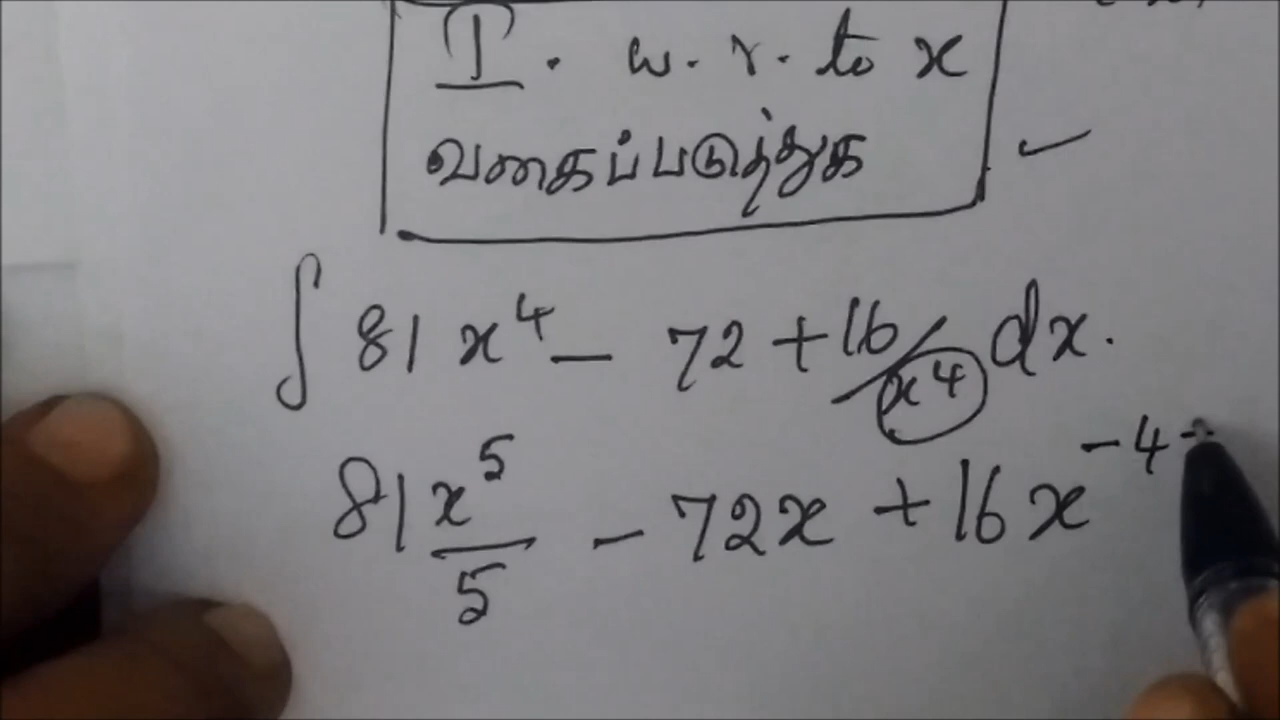 I. w.r.to x
வகைப்படுத்துக
∫ 81x⁴ - 72 + 16/x⁴ dx.
81x⁵/5 - 72x + 16x⁻⁴